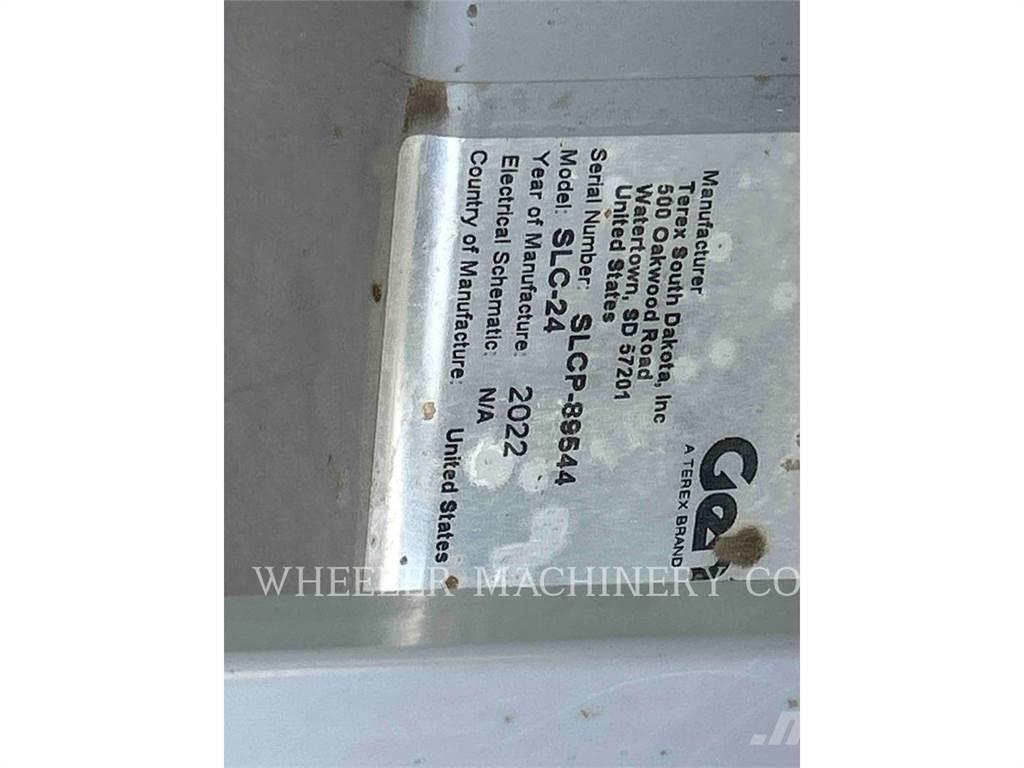 Manufacturer
Terex South Dakota, Inc
500 Oakwood Road
Watertown, SD 57201
United States
A TEREX BRAND
Serial Number: SLCP-89544
Model: SLC-24
Year of Manufacture: 2022
Electrical Schematic: N/A
Country of Manufacture: United States
WHEELER MACHINERY CO